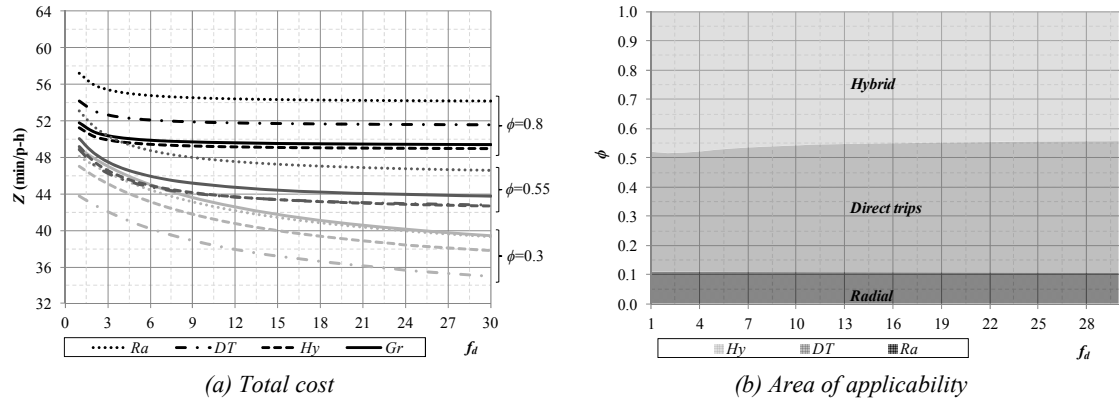 64
60
56
52
48
44
40
36
32
Z (min/p-h)
0 3 6 9 12 15 18 21 24 27 30
ϕ=0.8
ϕ=0.55
ϕ=0.3
Ra DT Hy Gr
f_d
(a) Total cost
1.0
0.9
0.8
0.7
0.6
0.5
0.4
0.3
0.2
0.1
0.0
ϕ
Hybrid
Direct trips
Radial
1 4 7 10 13 16 19 22 25 28
Hy DT Ra
f_d
(b) Area of applicability